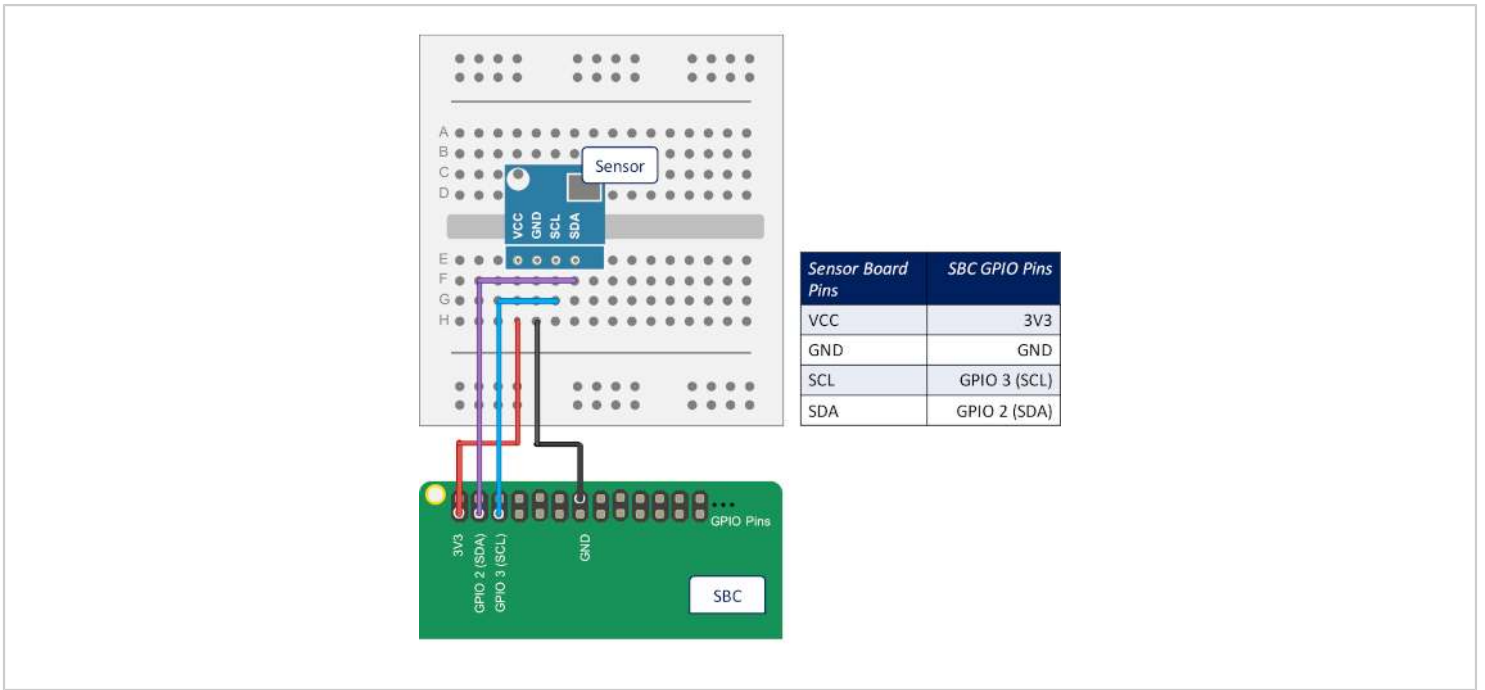 A
B
C
D
Sensor
VCC
GND
SCL
SDA
E
F
G
H
Sensor Board Pins SBC GPIO Pins
VCC 3V3
GND GND
SCL GPIO 3 (SCL)
SDA GPIO 2 (SDA)
...
GPIO Pins
3V3
GPIO 2 (SDA)
GPIO 3 (SCL)
GND
SBC